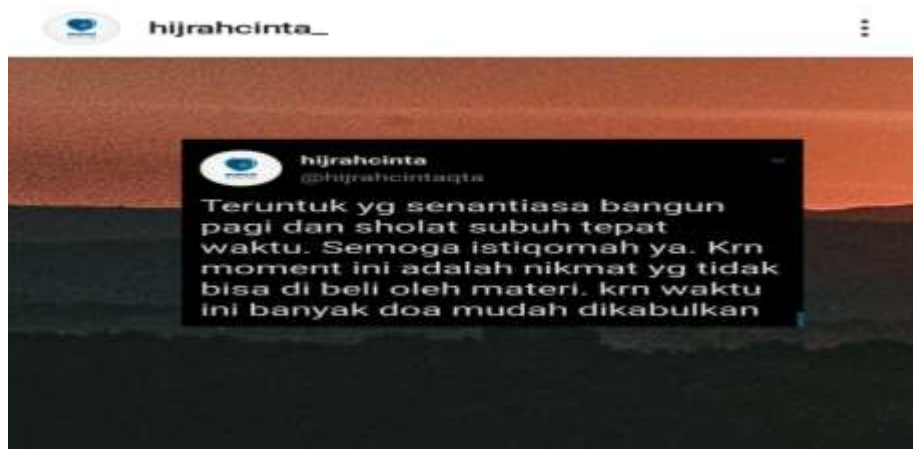 hijrahcinta_
hijrahcinta
@hijrahcintaqta
Teruntuk yg senantiasa bangun
pagi dan sholat subuh tepat
waktu. Semoga istiqomah ya. Krn
moment ini adalah nikmat yg tidak
bisa di beli oleh materi. krn waktu
ini banyak doa mudah dikabulkan